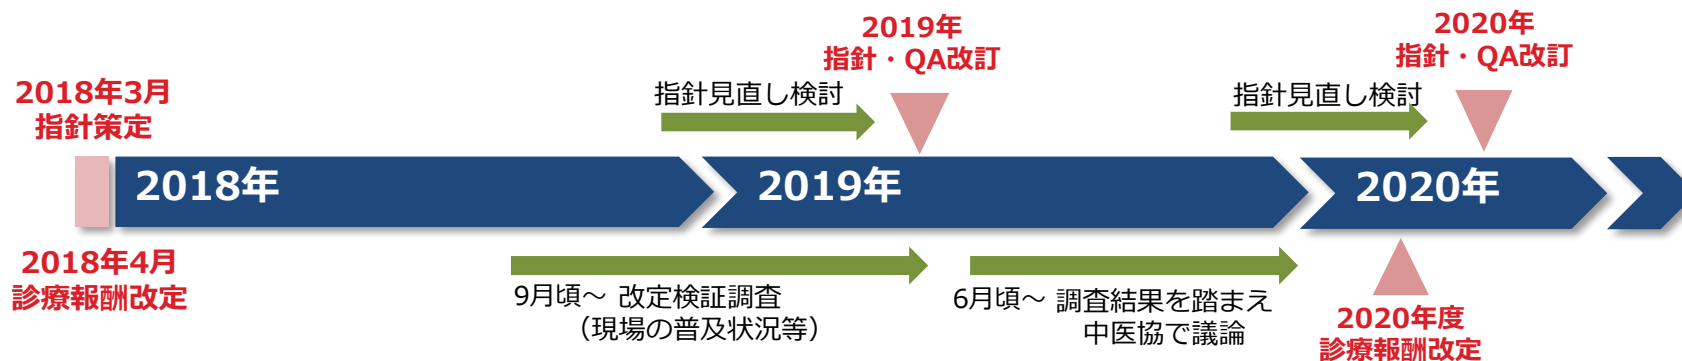 2018年3月
指針策定
指針見直し検討
2019年
指針・QA改訂
指針見直し検討
2020年
指針・QA改訂
2018年
2019年
2020年
2018年4月
診療報酬改定
9月頃～ 改定検証調査
（現場の普及状況等）
6月頃～ 調査結果を踏まえ
中医協で議論
2020年度
診療報酬改定